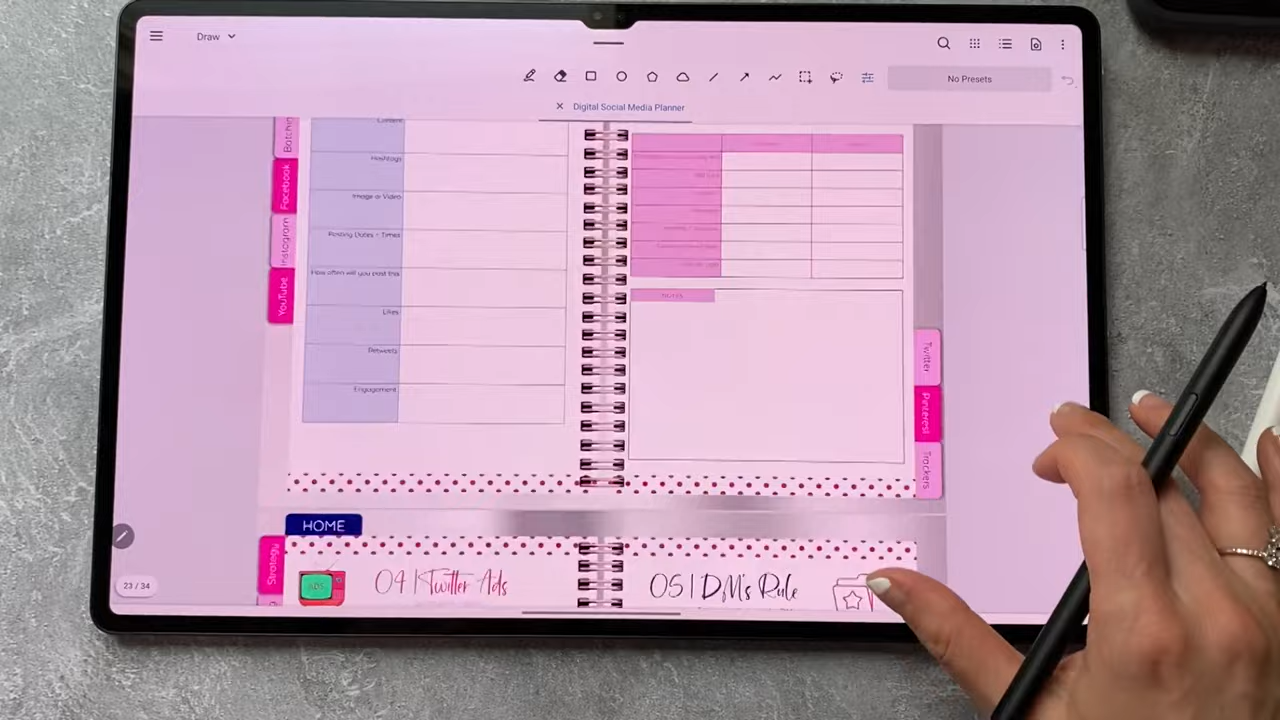 Draw
No Presets
Digital Social Media Planner
Batching
Facebook
Instagram
YouTube
Content
Hashtags
Image or Video
Posting Dates + Times
How often will you post this
Likes
Retweets
Engagement
NOTES
Twitter
Pinterest
Trackers
HOME
Strategy
ADS
04 | Twitter Ads
05 | DM's Rule
23 / 34